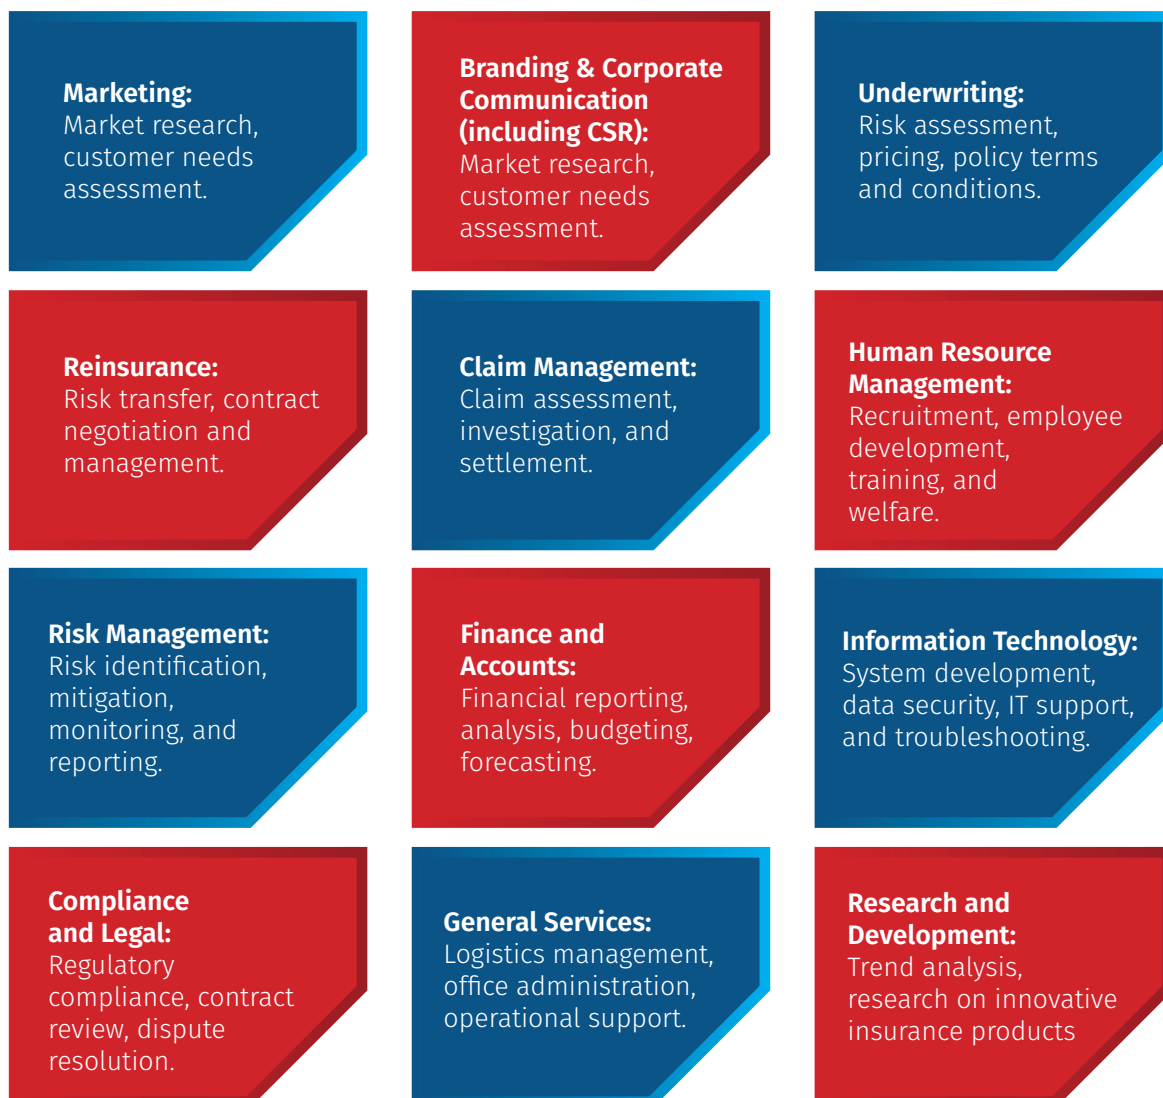 Marketing:
Market research,
customer needs
assessment.
Branding & Corporate
Communication
(including CSR):
Market research,
customer needs
assessment.
Underwriting:
Risk assessment,
pricing, policy terms
and conditions.
Reinsurance:
Risk transfer, contract
negotiation and
management.
Claim Management:
Claim assessment,
investigation, and
settlement.
Human Resource
Management:
Recruitment, employee
development,
training, and
welfare.
Risk Management:
Risk identification,
mitigation,
monitoring, and
reporting.
Finance and
Accounts:
Financial reporting,
analysis, budgeting,
forecasting.
Information Technology:
System development,
data security, IT support,
and troubleshooting.
Compliance
and Legal:
Regulatory
compliance, contract
review, dispute
resolution.
General Services:
Logistics management,
office administration,
operational support.
Research and
Development:
Trend analysis,
research on innovative
insurance products